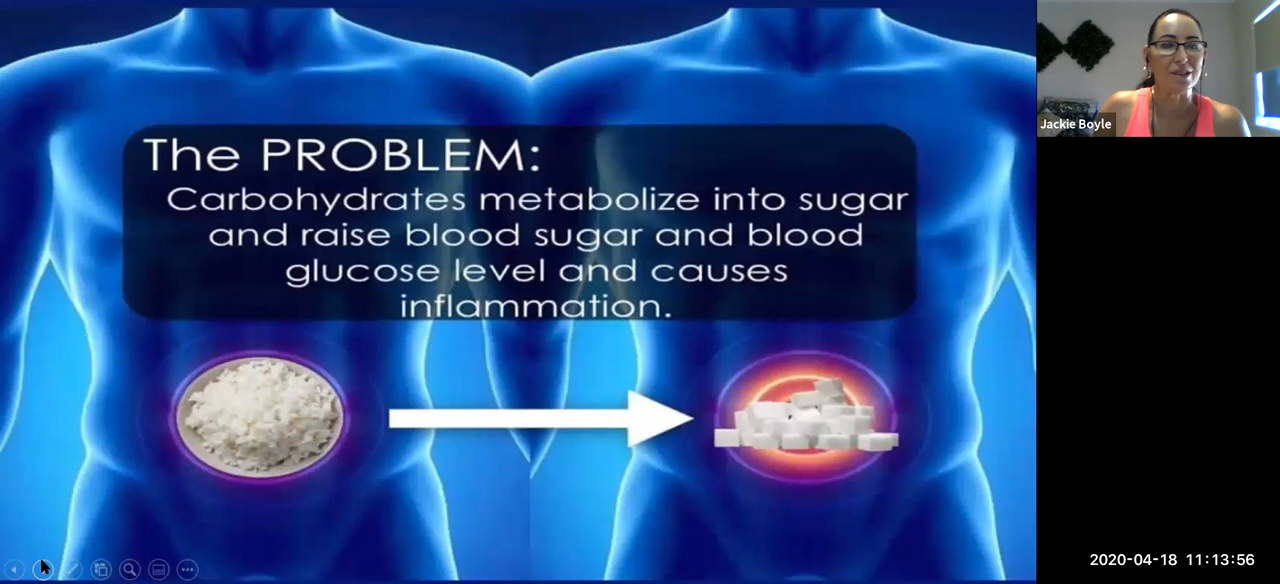 The PROBLEM:
Carbohydrates metabolize into sugar
and raise blood sugar and blood
glucose level and causes
inflammation.
Jackie Boyle
2020-04-18 11:13:56